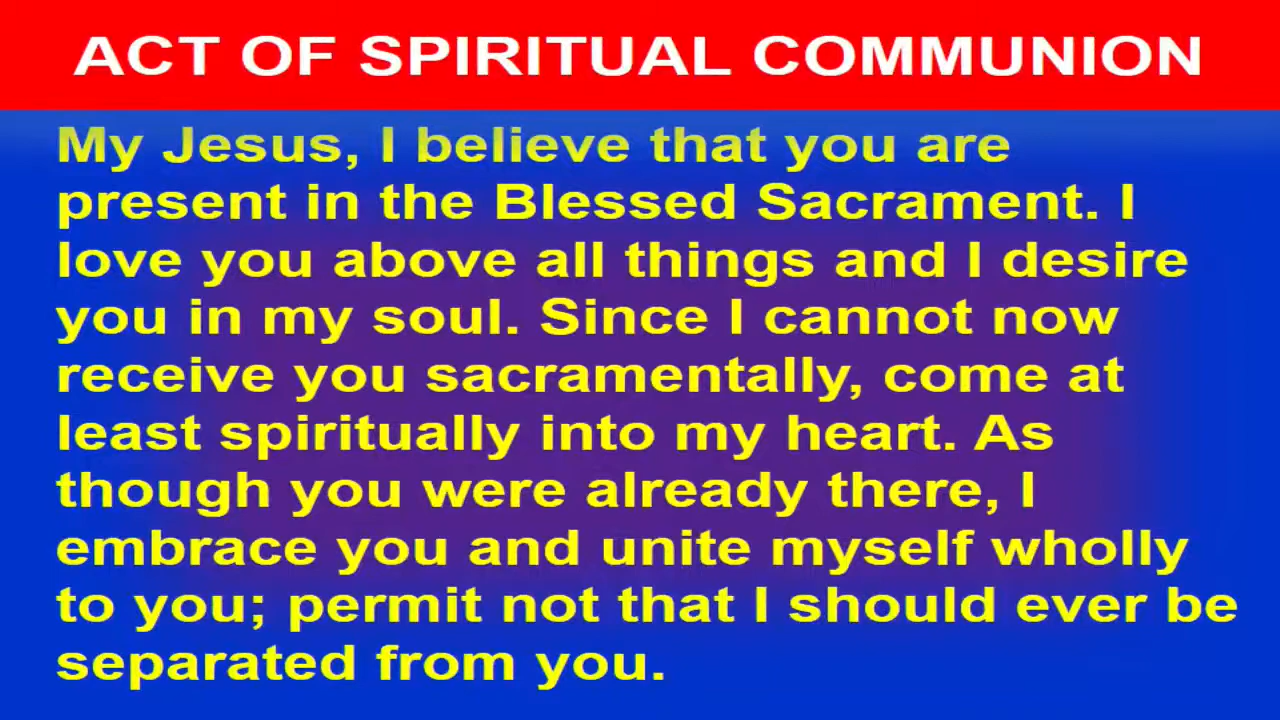 ACT OF SPIRITUAL COMMUNION
My Jesus, I believe that you are
present in the Blessed Sacrament. I
love you above all things and I desire
you in my soul. Since I cannot now
receive you sacramentally, come at
least spiritually into my heart. As
though you were already there, I
embrace you and unite myself wholly
to you; permit not that I should ever be
separated from you.